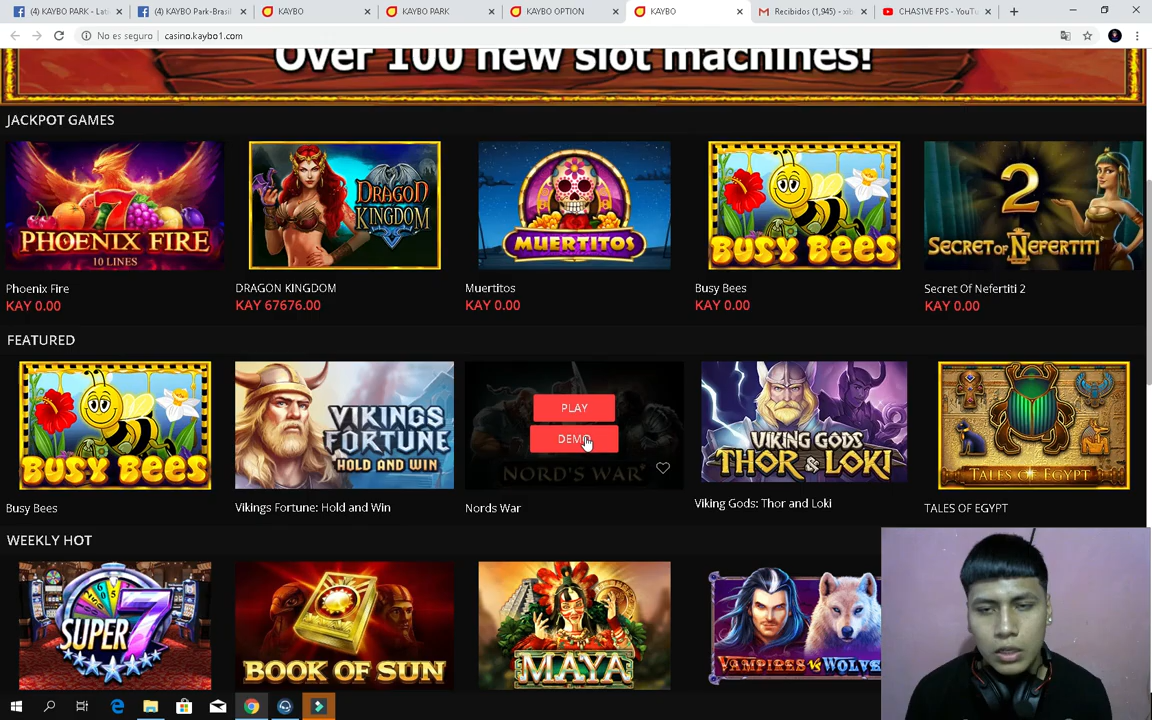 (4) KAYBO PARK - Lati
(4) KAYBO Park-Brasil
KAYBO
KAYBO PARK
KAYBO OPTION
KAYBO
Recibidos (1,945) - xib
CHAS1VE FPS - YouTu
No es seguro
casino.kaybo1.com
Over 100 new slot machines!
JACKPOT GAMES
7
PHOENIX FIRE
10 LINES
DRAGON
KINGDOM
MUERTITOS
BUSY BEES
2
SECRET OF NEFERTITI
Phoenix Fire
DRAGON KINGDOM
Muertitos
Busy Bees
Secret Of Nefertiti 2
KAY 0.00
KAY 67676.00
KAY 0.00
KAY 0.00
KAY 0.00
FEATURED
BUSY BEES
VIKINGS
FORTUNE
HOLD AND WIN
PLAY
DEMO
NORD'S WAR
VIKING GODS
THOR & LOKI
TALES OF EGYPT
Busy Bees
Vikings Fortune: Hold and Win
Nords War
Viking Gods: Thor and Loki
TALES OF EGYPT
WEEKLY HOT
SUPER 7
BOOK OF SUN
MAYA
VAMPIRES VS WOLVES